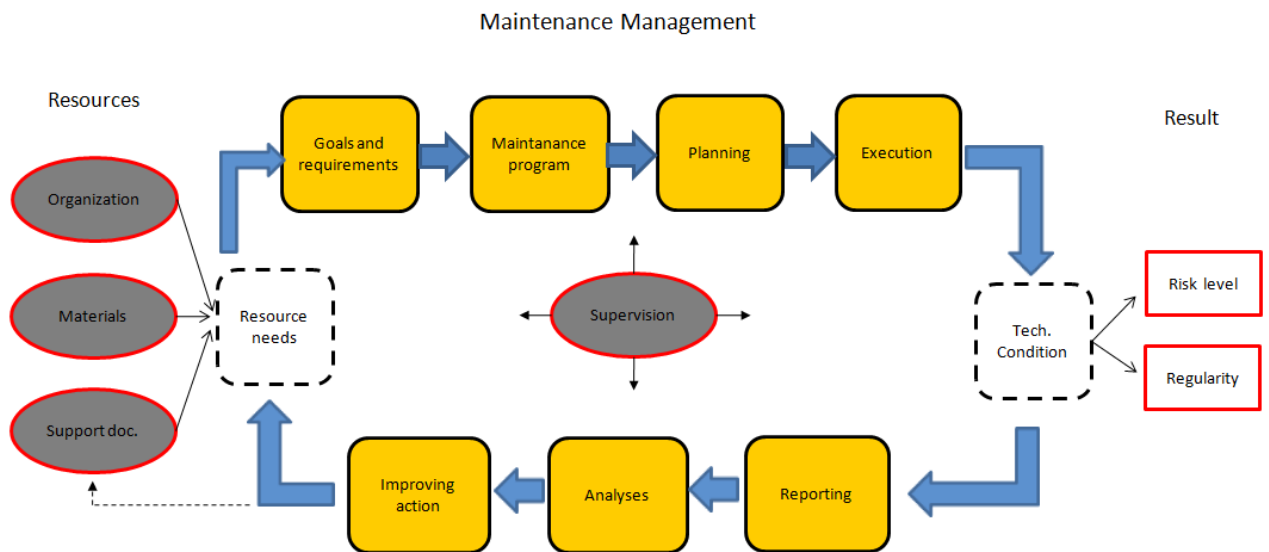 Maintenance Management
Resources
Result
Goals and
requirements
Maintanance
program
Planning
Execution
Organization
Materials
Support doc.
Resource
needs
Supervision
Tech.
Condition
Risk level
Regularity
Improving
action
Analyses
Reporting